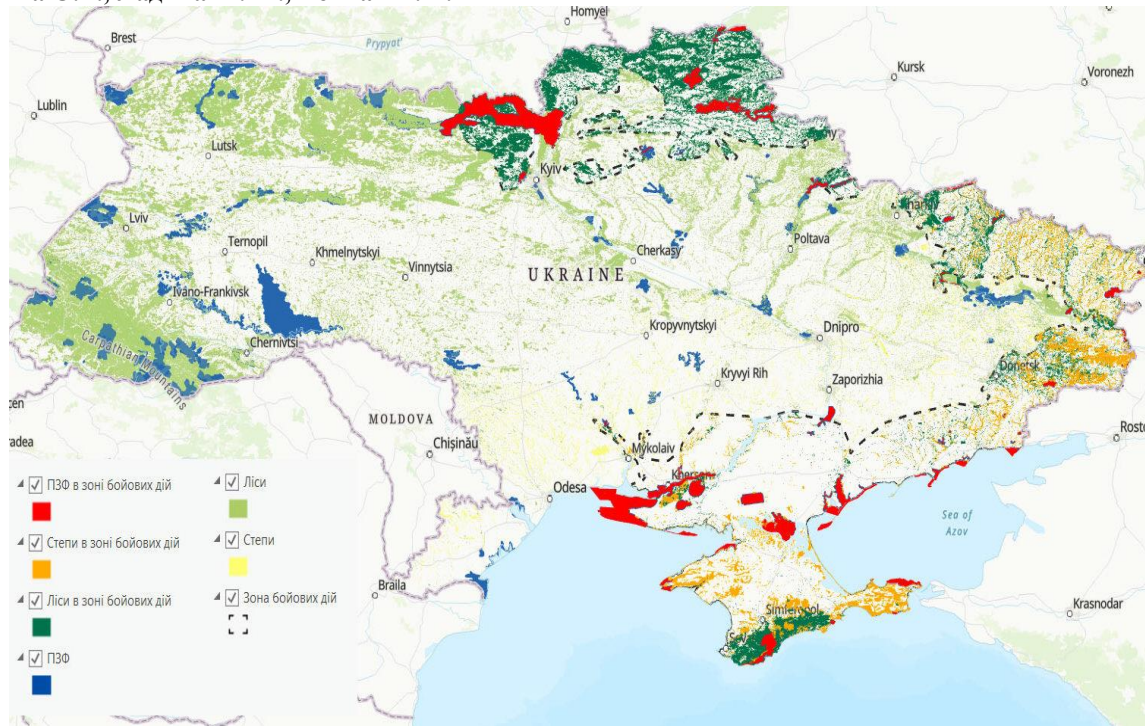 Homyel
Brest
Prypyat'
Kursk
Voronezh
Lublin
Lutsk
Kyiv
Lviv
Ternopil
Khmelnytskyi
Vinnytsia
Cherkasy
Poltava
UKRAINE
Ivano-Frankivsk
Kropyvnytskyi
Dnipro
Chernivtsi
Carpathian Mountains
Donetsk
Kryvyi Rih
Zaporizhia
MOLDOVA
Chișinău
Mykolaiv
Kherson
Odesa
Sea of
Azov
Braila
Simferopol
Krasnodar
ПЗФ в зоні бойових дій
Степи в зоні бойових дій
Ліси в зоні бойових дій
ПЗФ
Ліси
Степи
Зона бойових дій